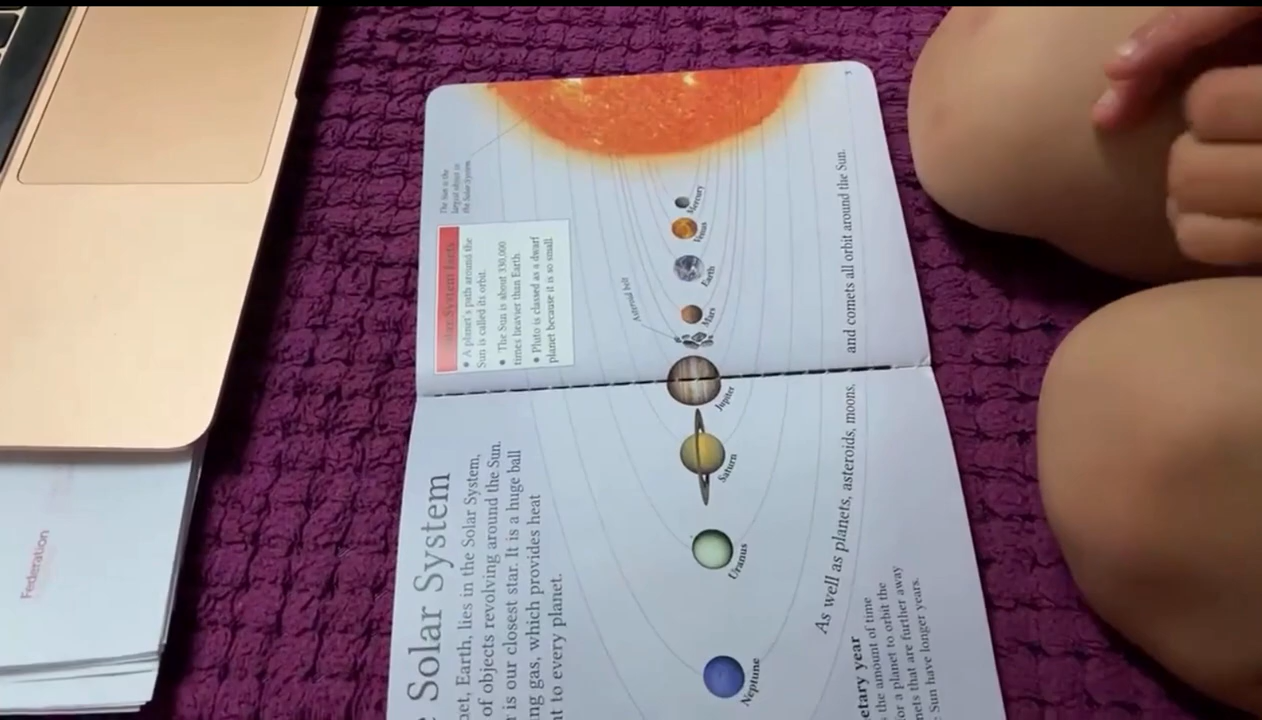 Solar System
Earth, lies in the Solar System,
of objects revolving around the Sun.
is our closest star. It is a huge ball
gas, which provides heat
to every planet.
System facts
• A planet's path around the
Sun is called its orbit.
• The Sun is about 330,000
times heavier than Earth.
• Pluto is classed as a dwarf
planet because it is so small.
The Sun is the
largest object in
the Solar System
Asteroid belt
Neptune
Uranus
Saturn
Jupiter
Mars
Earth
Venus
Mercury
As well as planets, asteroids, moons, and comets all orbit around the Sun.
year
the amount of time
for a planet to orbit the
that are further away
Sun have longer years.
Federation